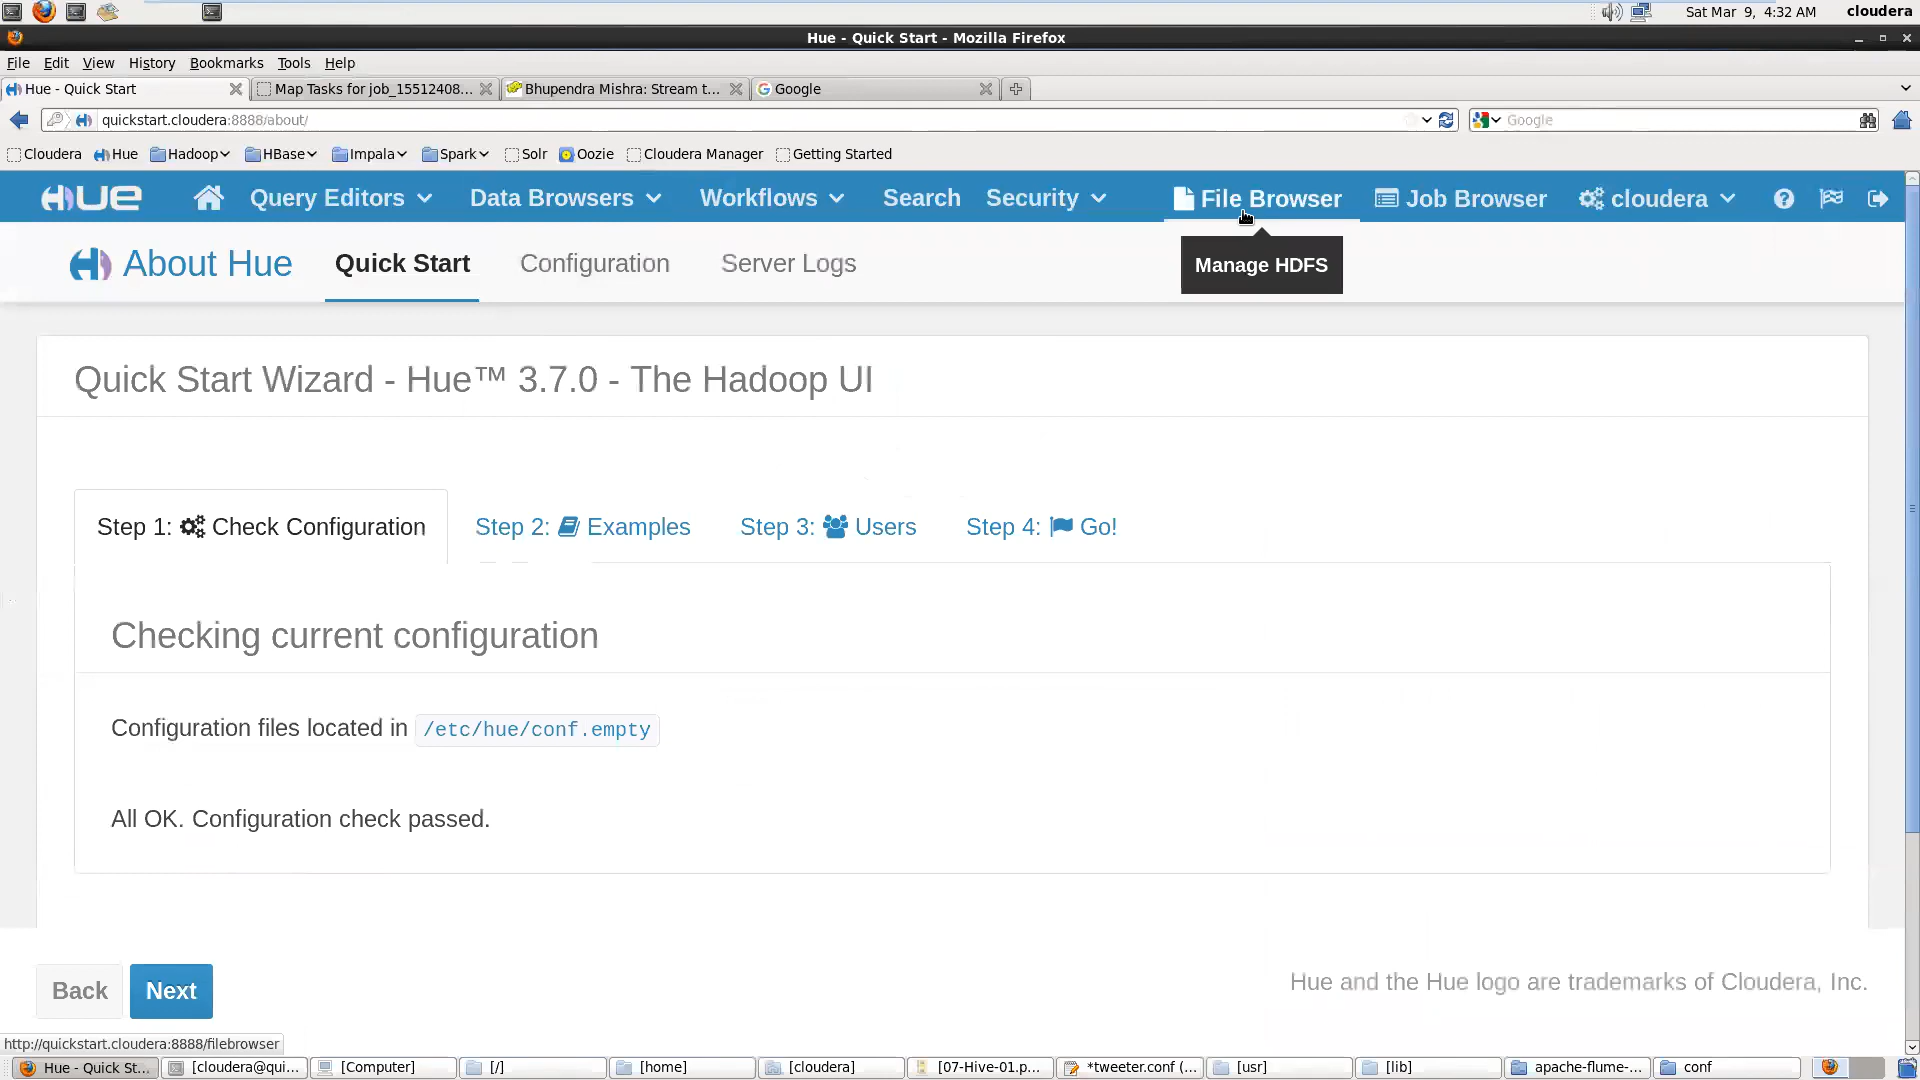 Sat Mar 9, 4:32 AM cloudera
Hue - Quick Start - Mozilla Firefox
File Edit View History Bookmarks Tools Help
Hue - Quick Start Map Tasks for job_15512408... Bhupendra Mishra: Stream t... Google
quickstart.cloudera:8888/about/ Google
Cloudera Hue Hadoop HBase Impala Spark Solr Oozie Cloudera Manager Getting Started
HUE Query Editors Data Browsers Workflows Search Security File Browser Job Browser cloudera
About Hue Quick Start Configuration Server Logs
Manage HDFS
Quick Start Wizard - Hue™ 3.7.0 - The Hadoop UI
Step 1: Check Configuration Step 2: Examples Step 3: Users Step 4: Go!
Checking current configuration
Configuration files located in /etc/hue/conf.empty
All OK. Configuration check passed.
Back Next
Hue and the Hue logo are trademarks of Cloudera, Inc.
http://quickstart.cloudera:8888/filebrowser
Hue - Quick St... [cloudera@qui... [Computer] [/] [home] [cloudera] [07-Hive-01.p... *tweeter.conf (... [usr] [lib] apache-flume-... conf